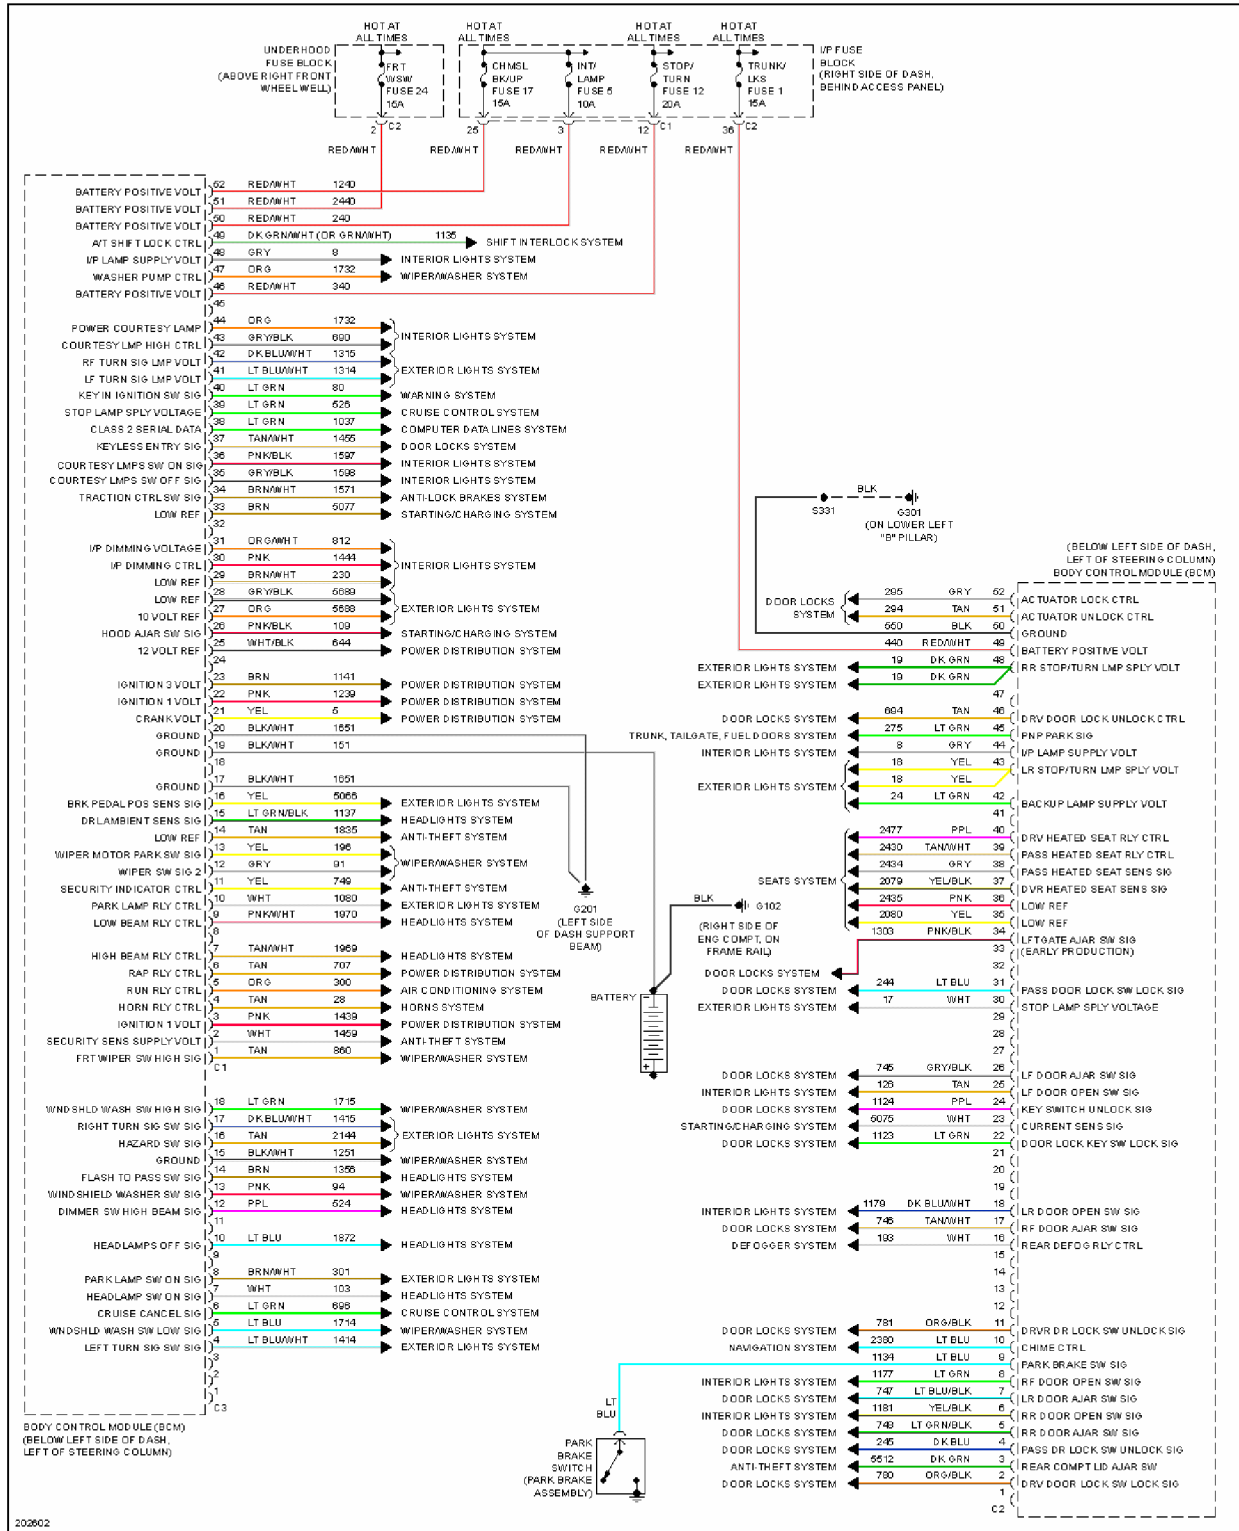 HOT AT ALL TIMES
HOT AT ALL TIMES
HOT AT ALL TIMES
HOT AT ALL TIMES
UNDERHOOD
FUSE BLOCK
(ABOVE RIGHT FRONT
WHEEL WELL)
FRT
WSW
FUSE 24
15A
CHMSL
BK/UP
FUSE 17
15A
INT/
LAMP
FUSE 5
10A
STOP/
TURN
FUSE 12
20A
TRUNK/
LKS
FUSE 1
15A
I/P FUSE
BLOCK
(RIGHT SIDE OF DASH,
BEHIND ACCESS PANEL)
2 C2 25 3 12 C1 36 C2
RED/WHT RED/WHT RED/WHT RED/WHT RED/WHT
BATTERY POSITIVE VOLT 52 RED/WHT 1240
BATTERY POSITIVE VOLT 51 RED/WHT 2440
BATTERY POSITIVE VOLT 50 RED/WHT 240
A/T SHIFT LOCK CTRL 49 DK GRN/WHT (OR GRN/WHT) 1135 SHIFT INTERLOCK SYSTEM
I/P LAMP SUPPLY VOLT 48 GRY 8 INTERIOR LIGHTS SYSTEM
WASHER PUMP CTRL 47 ORG 1732 WIPER/WASHER SYSTEM
BATTERY POSITIVE VOLT 46 RED/WHT 340
45
POWER COURTESY LAMP 44 ORG 1732
COURTESY LMP HIGH CTRL 43 GRY/BLK 690
INTERIOR LIGHTS SYSTEM
RF TURN SIG LMP VOLT 42 DK BLU/WHT 1315
LF TURN SIG LMP VOLT 41 LT BLU/WHT 1314
EXTERIOR LIGHTS SYSTEM
KEY IN IGNITION SW SIG 40 LT GRN 80 WARNING SYSTEM
STOP LAMP SPLY VOLTAGE 39 LT GRN 526 CRUISE CONTROL SYSTEM
CLASS 2 SERIAL DATA 38 LT GRN 1037 COMPUTER DATA LINES SYSTEM
KEYLESS ENTRY SIG 37 TAN/WHT 1455 DOOR LOCKS SYSTEM
COURTESY LMPS SW ON SIG 36 PNK/BLK 1597 INTERIOR LIGHTS SYSTEM
COURTESY LMPS SW OFF SIG 35 GRY/BLK 1598 INTERIOR LIGHTS SYSTEM
TRACTION CTRL SW SIG 34 BRN/WHT 1571 ANTI-LOCK BRAKES SYSTEM
LOW REF 33 BRN 5077 STARTING/CHARGING SYSTEM
32
I/P DIMMING VOLTAGE 31 ORG/WHT 812
I/P DIMMING CTRL 30 PNK 1444
LOW REF 29 BRN/WHT 230
INTERIOR LIGHTS SYSTEM
LOW REF 28 GRY/BLK 5689
10 VOLT REF 27 ORG 5688
EXTERIOR LIGHTS SYSTEM
HOOD AJAR SW SIG 26 PNK/BLK 109 STARTING/CHARGING SYSTEM
12 VOLT REF 25 WHT/BLK 644 POWER DISTRIBUTION SYSTEM
24
IGNITION 3 VOLT 23 BRN 1141 POWER DISTRIBUTION SYSTEM
IGNITION 1 VOLT 22 PNK 1239 POWER DISTRIBUTION SYSTEM
CRANK VOLT 21 YEL 5 POWER DISTRIBUTION SYSTEM
GROUND 20 BLK/WHT 1651
GROUND 19 BLK/WHT 151
18
GROUND 17 BLK/WHT 1651
BRK PEDAL POS SENS SIG 16 YEL 5066 EXTERIOR LIGHTS SYSTEM
DRL AMBIENT SENS SIG 15 LT GRN/BLK 1137 HEADLIGHTS SYSTEM
LOW REF 14 TAN 1835 ANTI-THEFT SYSTEM
WIPER MOTOR PARK SW SIG 13 YEL 196
WIPER SW SIG 2 12 GRY 91
WIPER/WASHER SYSTEM
SECURITY INDICATOR CTRL 11 YEL 749 ANTI-THEFT SYSTEM
PARK LAMP RLY CTRL 10 WHT 1080 EXTERIOR LIGHTS SYSTEM
LOW BEAM RLY CTRL 9 PNK/WHT 1970 HEADLIGHTS SYSTEM
8
HIGH BEAM RLY CTRL 7 TAN/WHT 1969 HEADLIGHTS SYSTEM
RAP RLY CTRL 6 TAN 707 POWER DISTRIBUTION SYSTEM
RUN RLY CTRL 5 ORG 300 AIR CONDITIONING SYSTEM
HORN RLY CTRL 4 TAN 28 HORNS SYSTEM
IGNITION 1 VOLT 3 PNK 1439 POWER DISTRIBUTION SYSTEM
SECURITY SENS SUPPLY VOLT 2 WHT 1459 ANTI-THEFT SYSTEM
FRT WIPER SW HIGH SIG 1 TAN 860 WIPER/WASHER SYSTEM
C1
WNDSHLD WASH SW HIGH SIG 18 LT GRN 1715 WIPER/WASHER SYSTEM
RIGHT TURN SIG SW SIG 17 DK BLU/WHT 1415
HAZARD SW SIG 16 TAN 2144
EXTERIOR LIGHTS SYSTEM
GROUND 15 BLK/WHT 1251 WIPER/WASHER SYSTEM
FLASH TO PASS SW SIG 14 BRN 1356 HEADLIGHTS SYSTEM
WINDSHIELD WASHER SW SIG 13 PNK 94 WIPER/WASHER SYSTEM
DIMMER SW HIGH BEAM SIG 12 PPL 524 HEADLIGHTS SYSTEM
11
HEADLAMPS OFF SIG 10 LT BLU 1872 HEADLIGHTS SYSTEM
9
PARK LAMP SW ON SIG 8 BRN/WHT 301 EXTERIOR LIGHTS SYSTEM
HEADLAMP SW ON SIG 7 WHT 103 HEADLIGHTS SYSTEM
CRUISE CANCEL SIG 6 LT GRN 696 CRUISE CONTROL SYSTEM
WNDSHLD WASH SW LOW SIG 5 LT BLU 1714 WIPER/WASHER SYSTEM
LEFT TURN SIG SW SIG 4 LT BLU/WHT 1414 EXTERIOR LIGHTS SYSTEM
3
2
1
C3
BODY CONTROL MODULE (BCM)
(BELOW LEFT SIDE OF DASH,
LEFT OF STEERING COLUMN)
BLK
S331 G301
(ON LOWER LEFT
"B" PILLAR)
G201
(LEFT SIDE
OF DASH SUPPORT
BEAM)
BLK
G102
(RIGHT SIDE OF
ENG COMPT, ON
FRAME RAIL)
BATTERY
(BELOW LEFT SIDE OF DASH,
LEFT OF STEERING COLUMN)
BODY CONTROL MODULE (BCM)
DOOR LOCKS
SYSTEM
295 GRY 52 ACTUATOR LOCK CTRL
294 TAN 51 ACTUATOR UNLOCK CTRL
550 BLK 50 GROUND
440 RED/WHT 49 BATTERY POSITIVE VOLT
EXTERIOR LIGHTS SYSTEM 19 DK GRN 48 RR STOP/TURN LMP SPLY VOLT
EXTERIOR LIGHTS SYSTEM 19 DK GRN
47
DOOR LOCKS SYSTEM 694 TAN 46 DRV DOOR LOCK UNLOCK CTRL
TRUNK, TAILGATE, FUEL DOORS SYSTEM 275 LT GRN 45 PNP PARK SIG
INTERIOR LIGHTS SYSTEM 8 GRY 44 I/P LAMP SUPPLY VOLT
18 YEL 43 LR STOP/TURN LMP SPLY VOLT
EXTERIOR LIGHTS SYSTEM 18 YEL
24 LT GRN 42 BACKUP LAMP SUPPLY VOLT
41
2477 PPL 40 DRV HEATED SEAT RLY CTRL
2430 TAN/WHT 39 PASS HEATED SEAT RLY CTRL
2434 GRY 38 PASS HEATED SEAT SENS SIG
SEATS SYSTEM 2079 YEL/BLK 37 DVR HEATED SEAT SENS SIG
2435 PNK 36 LOW REF
2080 YEL 35 LOW REF
1303 PNK/BLK 34 LFTGATE AJAR SW SIG
33 (EARLY PRODUCTION)
DOOR LOCKS SYSTEM 32
DOOR LOCKS SYSTEM 244 LT BLU 31 PASS DOOR LOCK SW LOCK SIG
EXTERIOR LIGHTS SYSTEM 17 WHT 30 STOP LAMP SPLY VOLTAGE
29
28
27
DOOR LOCKS SYSTEM 745 GRY/BLK 26 LF DOOR AJAR SW SIG
INTERIOR LIGHTS SYSTEM 126 TAN 25 LF DOOR OPEN SW SIG
DOOR LOCKS SYSTEM 1124 PPL 24 KEY SWITCH UNLOCK SIG
STARTING/CHARGING SYSTEM 5075 WHT 23 CURRENT SENS SIG
DOOR LOCKS SYSTEM 1123 LT GRN 22 DOOR LOCK KEY SW LOCK SIG
21
20
19
INTERIOR LIGHTS SYSTEM 1179 DK BLU/WHT 18 LR DOOR OPEN SW SIG
DOOR LOCKS SYSTEM 746 TAN/WHT 17 RF DOOR AJAR SW SIG
DEFOGGER SYSTEM 193 WHT 16 REAR DEFOG RLY CTRL
15
14
13
12
DOOR LOCKS SYSTEM 781 ORG/BLK 11 DRVR DR LOCK SW UNLOCK SIG
NAVIGATION SYSTEM 2380 LT BLU 10 CHIME CTRL
1134 LT BLU 9 PARK BRAKE SW SIG
INTERIOR LIGHTS SYSTEM 1177 LT GRN 8 RF DOOR OPEN SW SIG
DOOR LOCKS SYSTEM 747 LT BLU/BLK 7 LR DOOR AJAR SW SIG
INTERIOR LIGHTS SYSTEM 1181 YEL/BLK 6 RR DOOR OPEN SW SIG
DOOR LOCKS SYSTEM 748 LT GRN/BLK 5 RR DOOR AJAR SW SIG
DOOR LOCKS SYSTEM 245 DK BLU 4 PASS DR LOCK SW UNLOCK SIG
ANTI-THEFT SYSTEM 5512 DK GRN 3 REAR COMPT LID AJAR SW
DOOR LOCKS SYSTEM 780 ORG/BLK 2 DRV DOOR LOCK SW LOCK SIG
1
C2
LT
BLU
PARK
BRAKE
SWITCH
(PARK BRAKE
ASSEMBLY)
202602